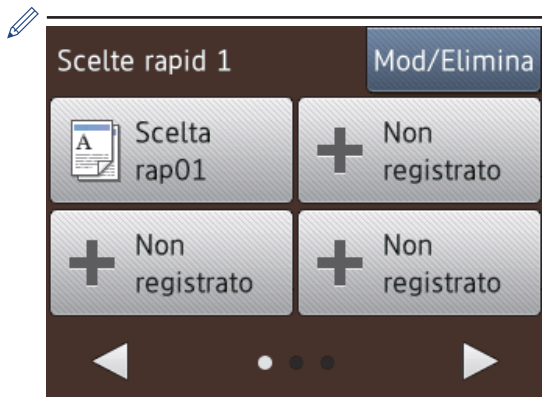 Scelte rapid 1
Mod/Elimina
A
Scelta
rap01
Non
registrato
Non
registrato
Non
registrato